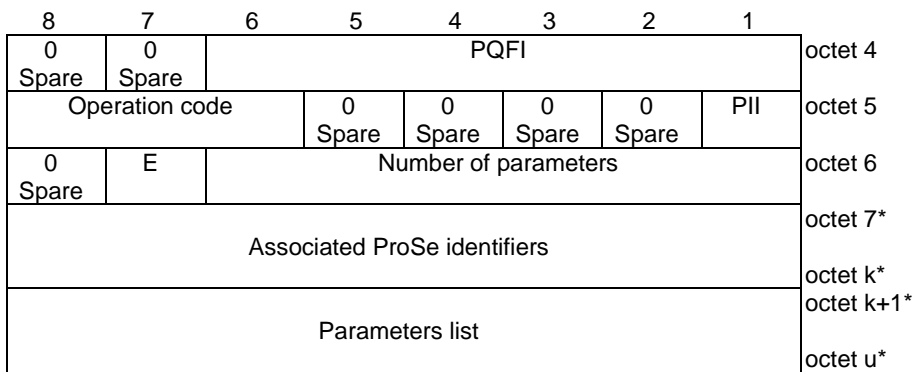 8 7 6 5 4 3 2 1
0 0 PQFI octet 4
Spare Spare
Operation code 0 0 0 0 PII octet 5
Spare Spare Spare Spare
0 E Number of parameters octet 6
Spare
octet 7*
Associated ProSe identifiers
octet k*
octet k+1*
Parameters list
octet u*